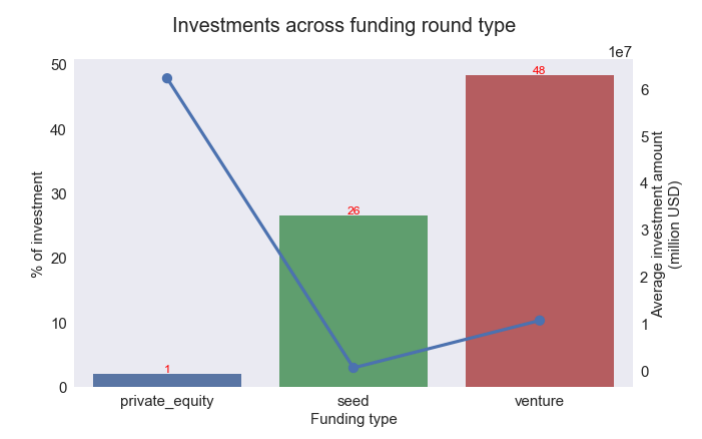 Investments across funding round type
1e7
50
40
30
20
10
0
% of investment
1
26
48
6
5
4
3
2
1
0
Average investment amount
(million USD)
private_equity
seed
venture
Funding type